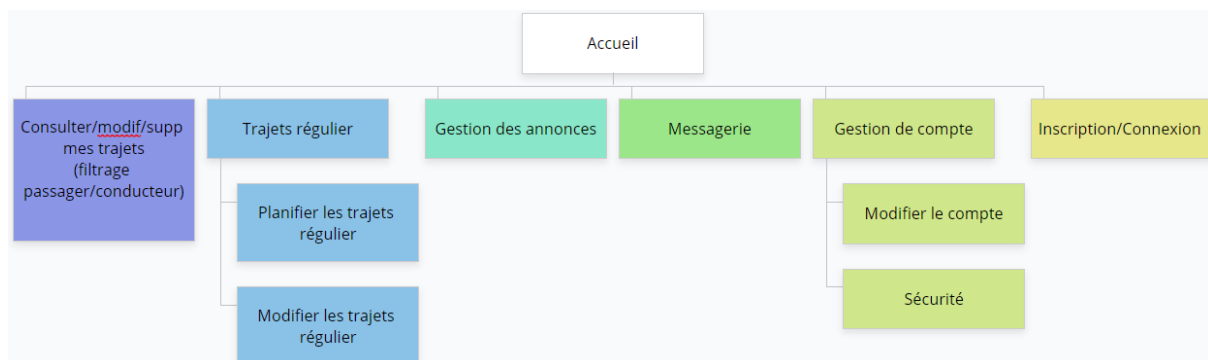 Accueil
Consulter/modif/supp
mes trajets
(filtrage
passager/conducteur)
Trajets régulier
Gestion des annonces
Messagerie
Gestion de compte
Inscription/Connexion
Planifier les trajets
régulier
Modifier le compte
Modifier les trajets
régulier
Sécurité